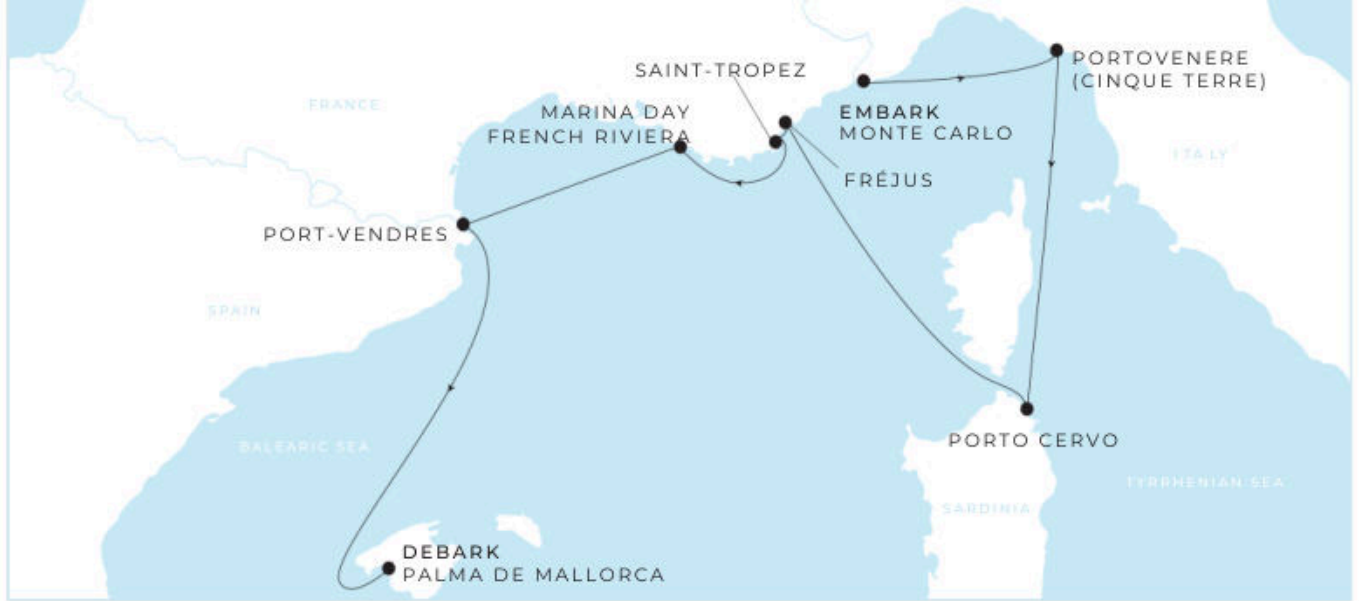 SAINT-TROPEZ
PORTOVENERE
(CINQUE TERRE)
FRANCE
MARINA DAY
FRENCH RIVIERA
EMBARK
MONTE CARLO
ITALY
FRÉJUS
PORT-VENDRES
SPAIN
PORTO CERVO
BALEARIC SEA
TYRRHENIAN SEA
SARDINIA
DEBARK
PALMA DE MALLORCA